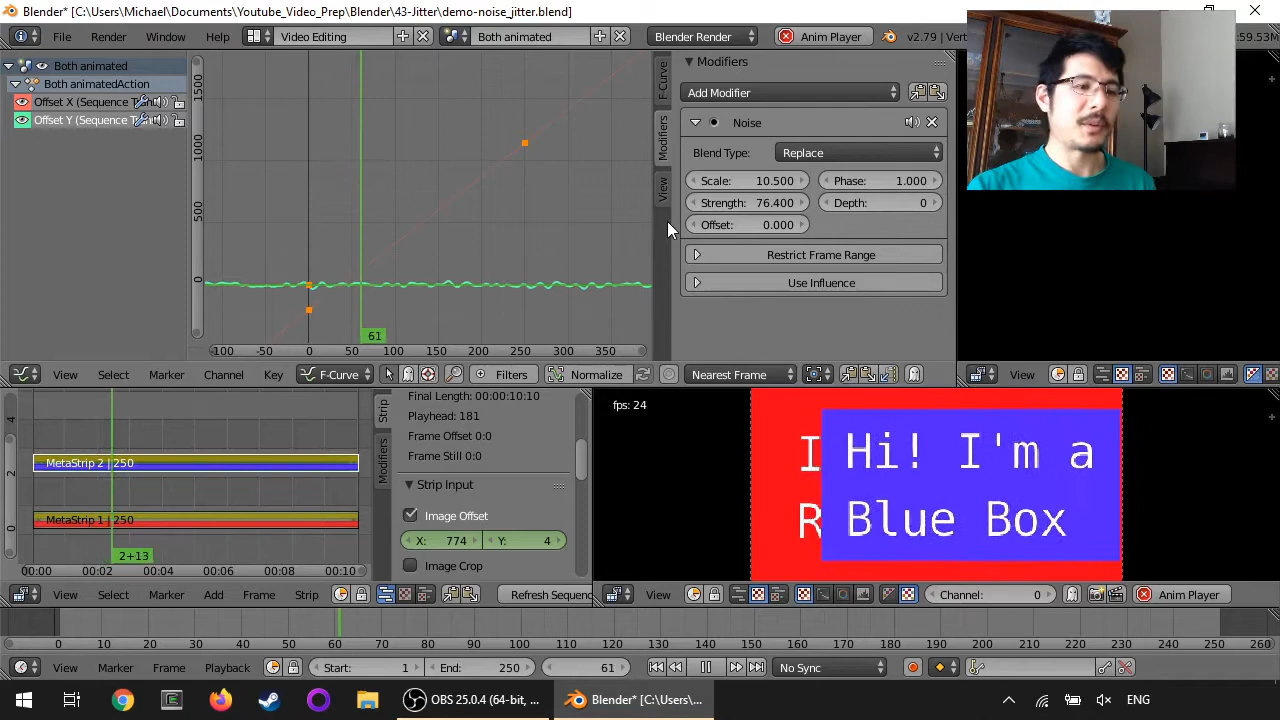 Blender* [C:\Users\Michael\Documents\Youtube_Video_Prep\Blender\43-Jitter\demo-noise_jitter.blend]
File Render Window Help Video Editing Both animated Blender Render Anim Player v2.79 | Vert :59.53M
Both animated
Both animatedAction
Offset X (Sequence
Offset Y (Sequence
1500
1000
500
0
61
-100 -50 0 50 100 150 200 250 300 350
F-Curve
Modifiers
View
Modifiers
Add Modifier
Noise
Blend Type: Replace
Scale: 10.500 Phase: 1.000
Strength: 76.400 Depth: 0
Offset: 0.000
Restrict Frame Range
Use Influence
View Select Marker Channel Key F-Curve Filters Normalize Nearest Frame View
4
2
0
MetaStrip 2 | 250
MetaStrip 1 | 250
2+13
00:00 00:02 00:04 00:06 00:08 00:10
Strip
Modifiers
Final Length: 00:00:10:10
Playhead: 181
Frame Offset 0:0
Frame Still 0:0
Strip Input
Image Offset
X: 774 Y: 4
Image Crop
fps: 24
I Hi! I'm a
R Blue Box
View Select Marker Add Frame Strip Refresh Sequenc View Channel: 0 Anim Player
0 10 20 30 40 50 60 70 80 90 100 110 120 130 140 150 160 170 180 190 200 210 220 230
View Marker Frame Playback Start: 1 End: 250 61 No Sync
OBS 25.0.4 (64-bit, ... Blender* [C:\Users\... ENG